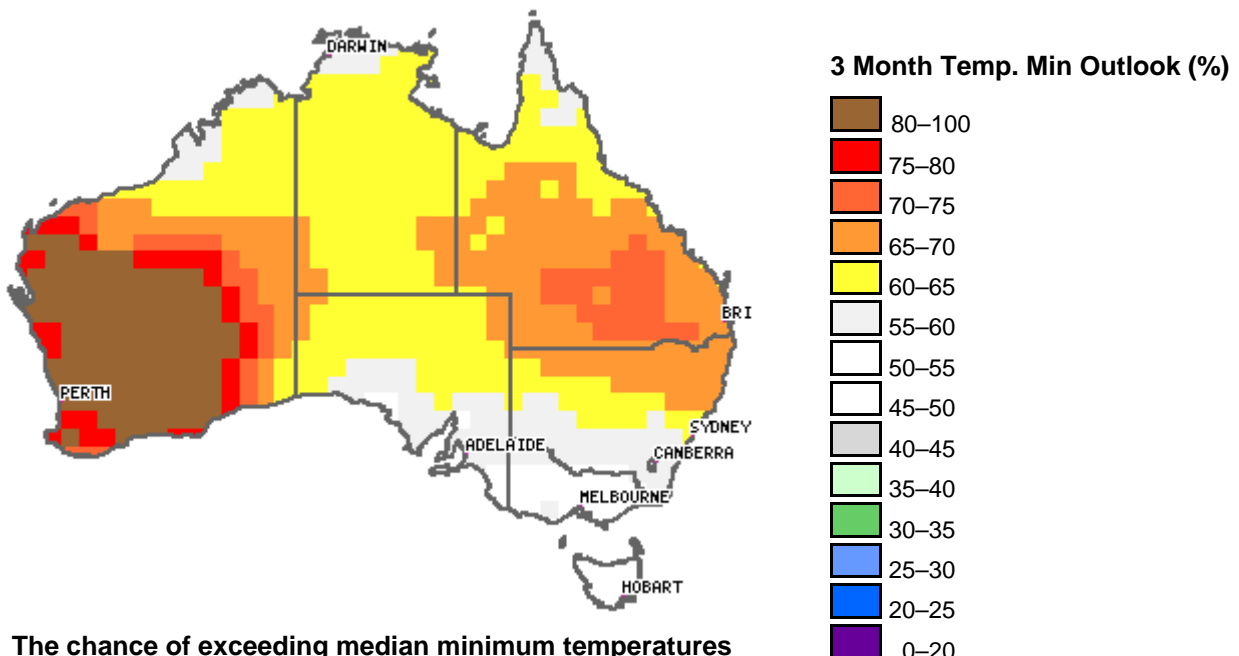 DARWIN
BRI
PERTH
SYDNEY
ADELAIDE
CANBERRA
MELBOURNE
HOBART
The chance of exceeding median minimum temperatures
3 Month Temp. Min Outlook (%)
80–100
75–80
70–75
65–70
60–65
55–60
50–55
45–50
40–45
35–40
30–35
25–30
20–25
0–20